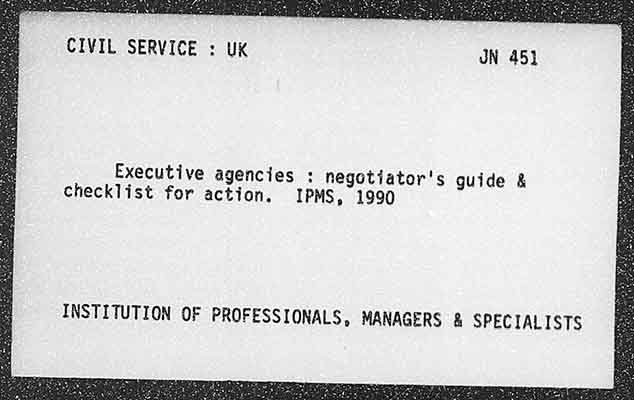 CIVIL SERVICE : UK
JN 451
Executive agencies : negotiator's guide &
checklist for action. IPMS, 1990
INSTITUTION OF PROFESSIONALS, MANAGERS & SPECIALISTS